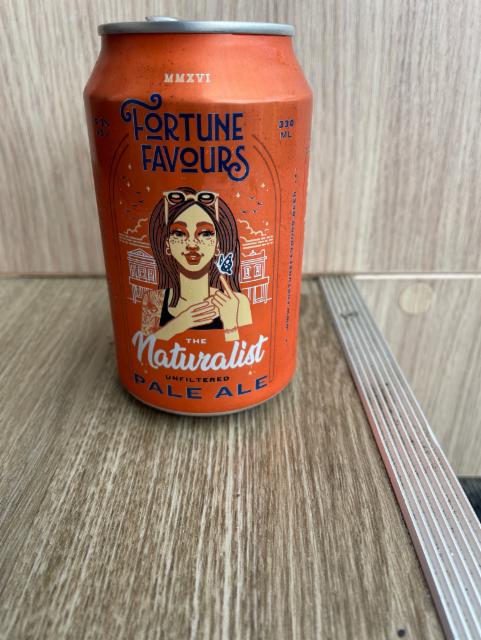 MMXVI
FORTUNE
FAVOURS
330
ML
THE
Naturalist
UNFILTERED
PALE ALE